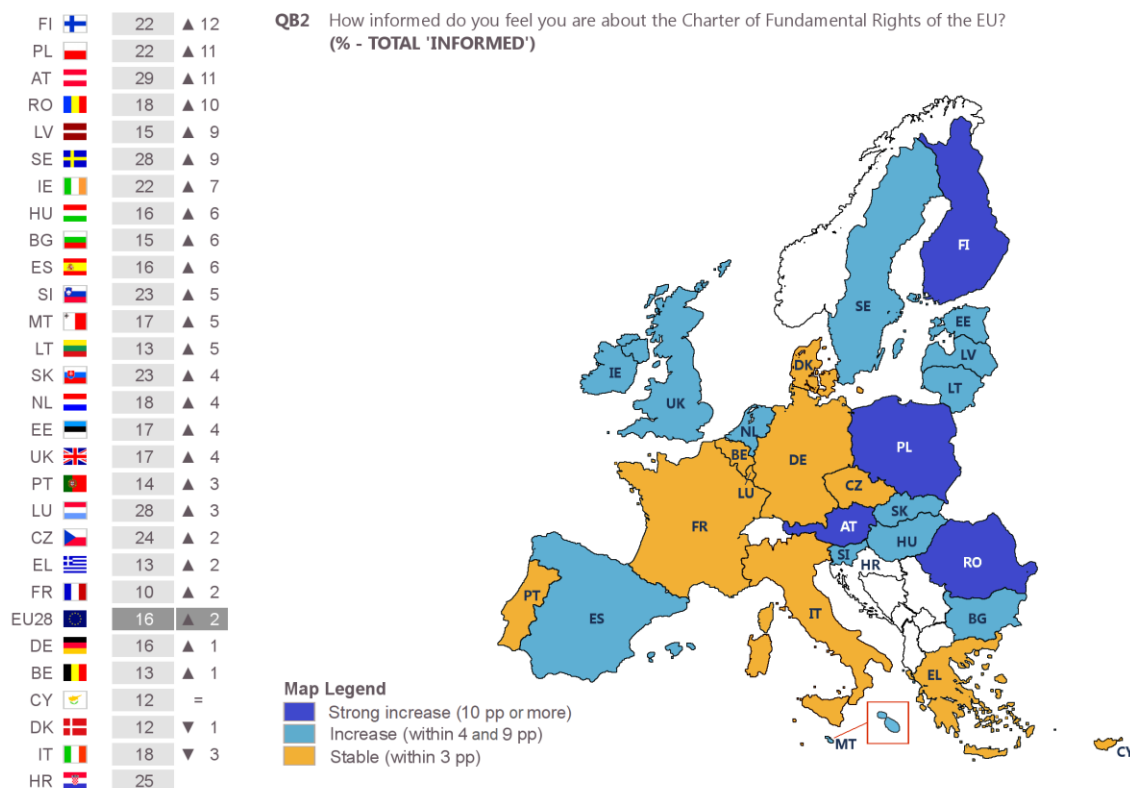 QB2 How informed do you feel you are about the Charter of Fundamental Rights of the EU?
(% - TOTAL 'INFORMED')
FI 22 ▲ 12
PL 22 ▲ 11
AT 29 ▲ 11
RO 18 ▲ 10
LV 15 ▲ 9
SE 28 ▲ 9
IE 22 ▲ 7
HU 16 ▲ 6
BG 15 ▲ 6
ES 16 ▲ 6
SI 23 ▲ 5
MT 17 ▲ 5
LT 13 ▲ 5
SK 23 ▲ 4
NL 18 ▲ 4
EE 17 ▲ 4
UK 17 ▲ 4
PT 14 ▲ 3
LU 28 ▲ 3
CZ 24 ▲ 2
EL 13 ▲ 2
FR 10 ▲ 2
EU28 16 ▲ 2
DE 16 ▲ 1
BE 13 ▲ 1
CY 12 =
DK 12 ▼ 1
IT 18 ▼ 3
HR 25
FI
SE
EE
LV
DK
LT
IE
UK
NL
PL
BE
DE
LU
CZ
SK
FR
AT
HU
SI
HR
RO
PT
ES
IT
BG
EL
MT
CY
Map Legend
Strong increase (10 pp or more)
Increase (within 4 and 9 pp)
Stable (within 3 pp)